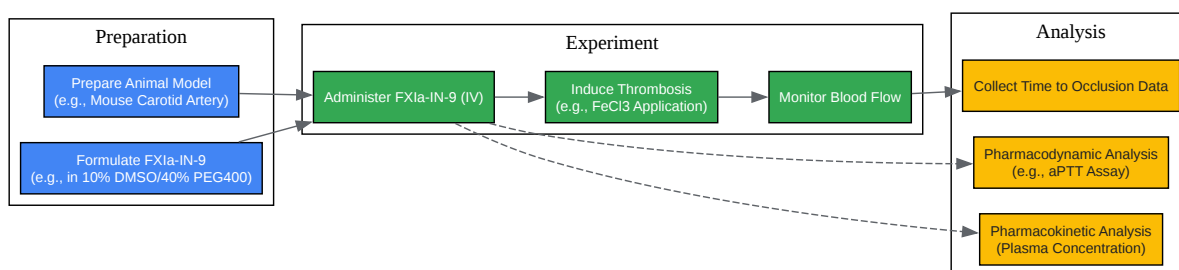 Preparation
Prepare Animal Model
(e.g., Mouse Carotid Artery)
Formulate FXIa-IN-9
(e.g., in 10% DMSO/40% PEG400)
Experiment
Administer FXIa-IN-9 (IV)
Induce Thrombosis
(e.g., FeCl3 Application)
Monitor Blood Flow
Analysis
Collect Time to Occlusion Data
Pharmacodynamic Analysis
(e.g., aPTT Assay)
Pharmacokinetic Analysis
(Plasma Concentration)